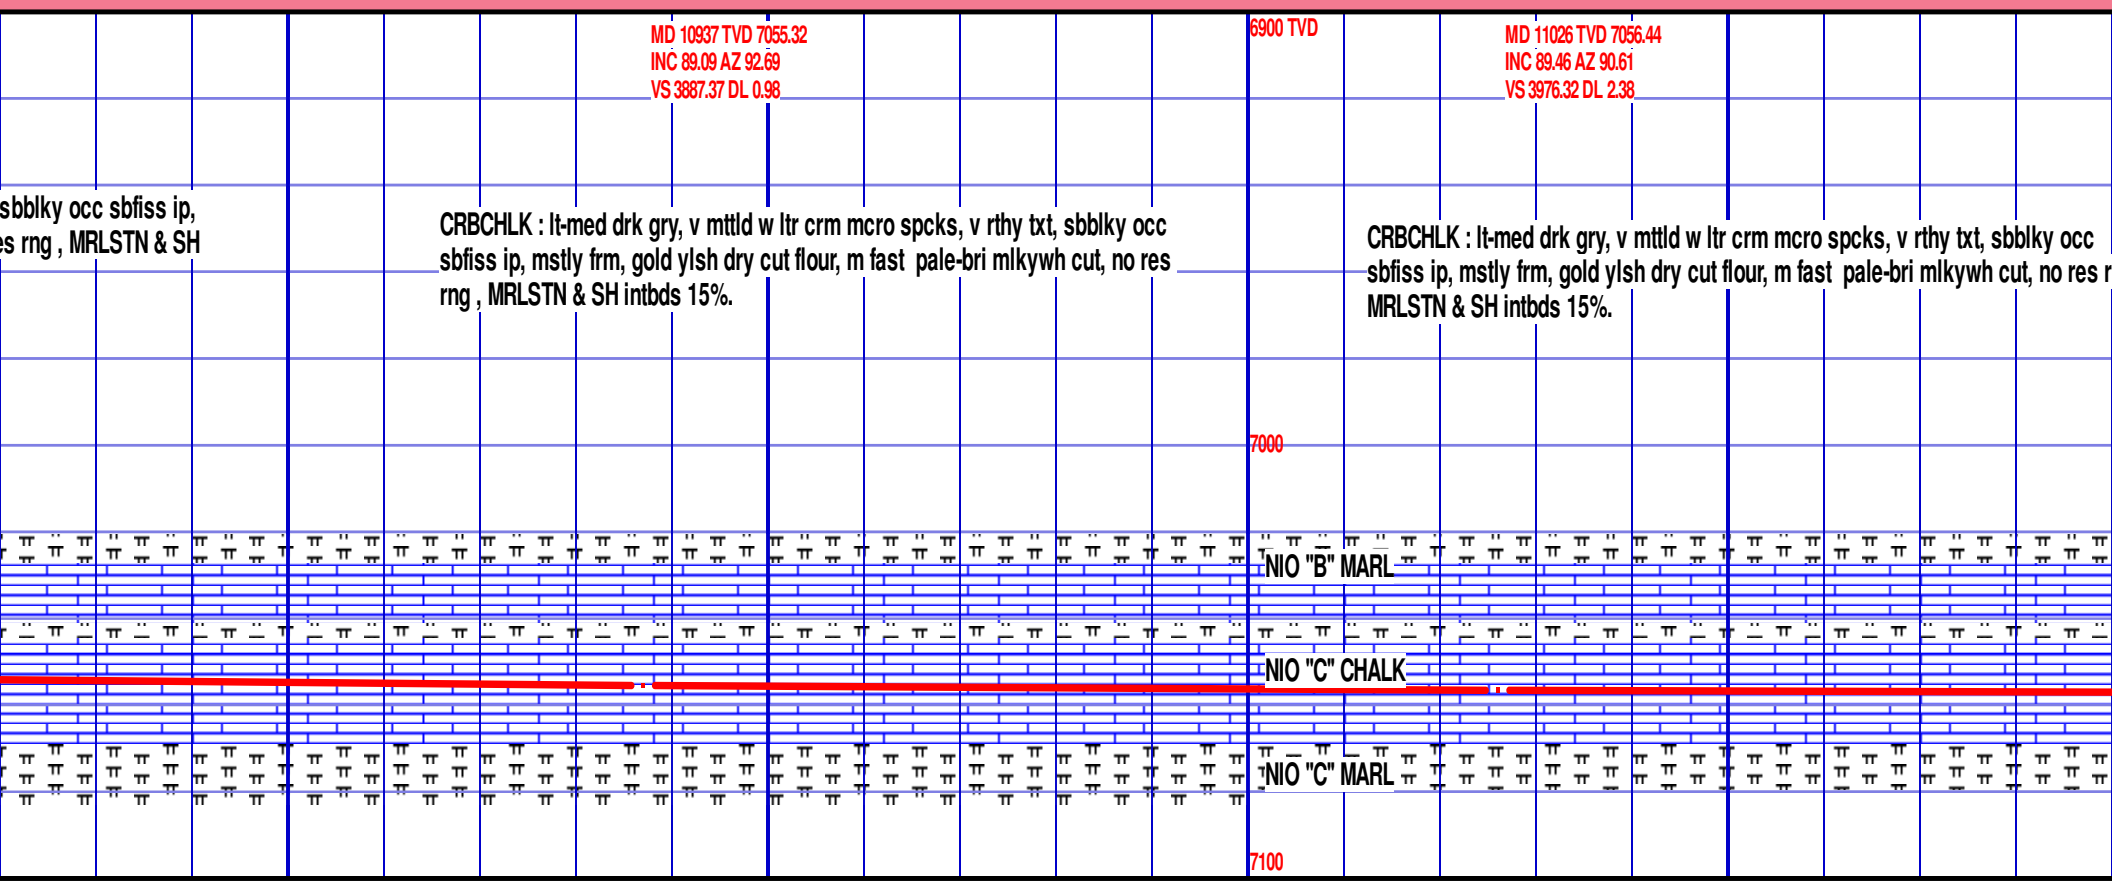 MD 10937 TVD 7055.32
INC 89.09 AZ 92.69
VS 3887.37 DL 0.98
6900 TVD
MD 11026 TVD 7056.44
INC 89.46 AZ 90.61
VS 3976.32 DL 2.38
sbblky occ sbfiss ip,
es rng , MRLSTN & SH
CRBCHLK : lt-med drk gry, v mttld w ltr crm mcro spcks, v rthy txt, sbblky occ
sbfiss ip, mstly frm, gold ylsh dry cut flour, m fast pale-bri mlkywh cut, no res
rng , MRLSTN & SH intbds 15%.
CRBCHLK : lt-med drk gry, v mttld w ltr crm mcro spcks, v rthy txt, sbblky occ
sbfiss ip, mstly frm, gold ylsh dry cut flour, m fast pale-bri mlkywh cut, no res r
MRLSTN & SH intbds 15%.
7000
NIO "B" MARL
NIO "C" CHALK
NIO "C" MARL
7100